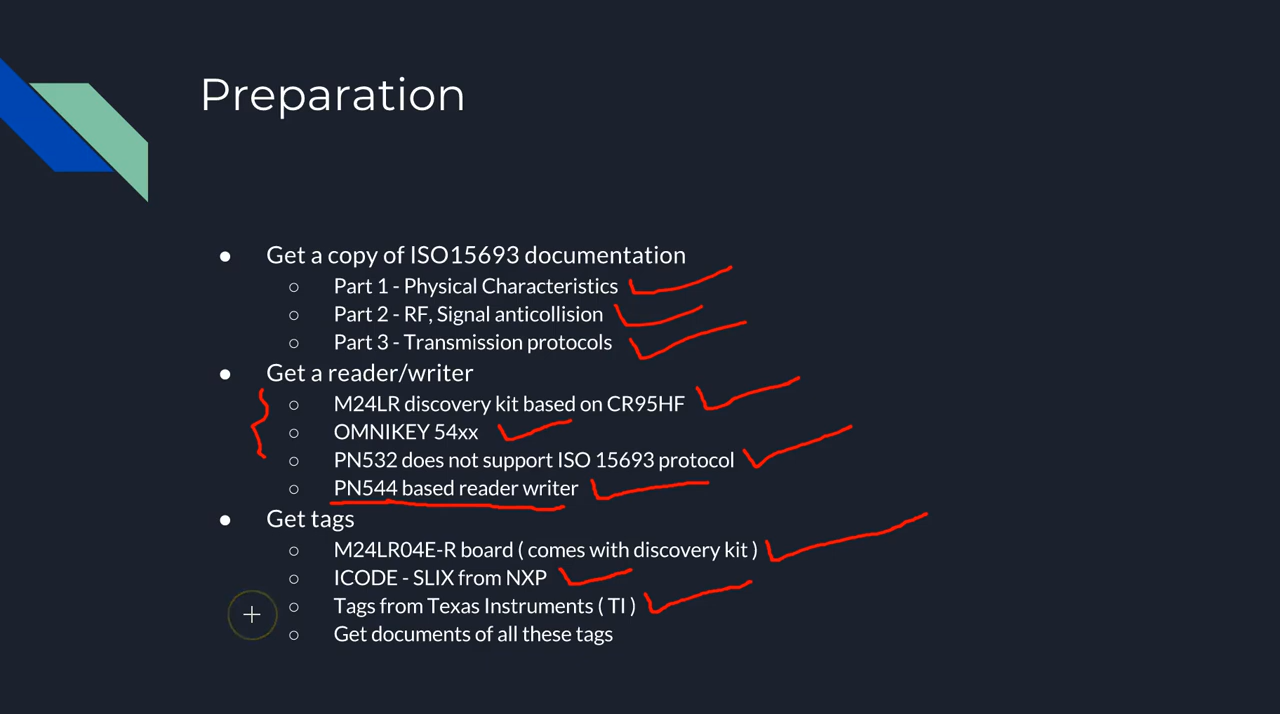 Preparation
● Get a copy of ISO15693 documentation
○ Part 1 - Physical Characteristics
○ Part 2 - RF, Signal anticollision
○ Part 3 - Transmission protocols
● Get a reader/writer
○ M24LR discovery kit based on CR95HF
○ OMNIKEY 54xx
○ PN532 does not support ISO 15693 protocol
○ PN544 based reader writer
● Get tags
○ M24LR04E-R board ( comes with discovery kit )
○ ICODE - SLIX from NXP
○ Tags from Texas Instruments ( TI )
○ Get documents of all these tags